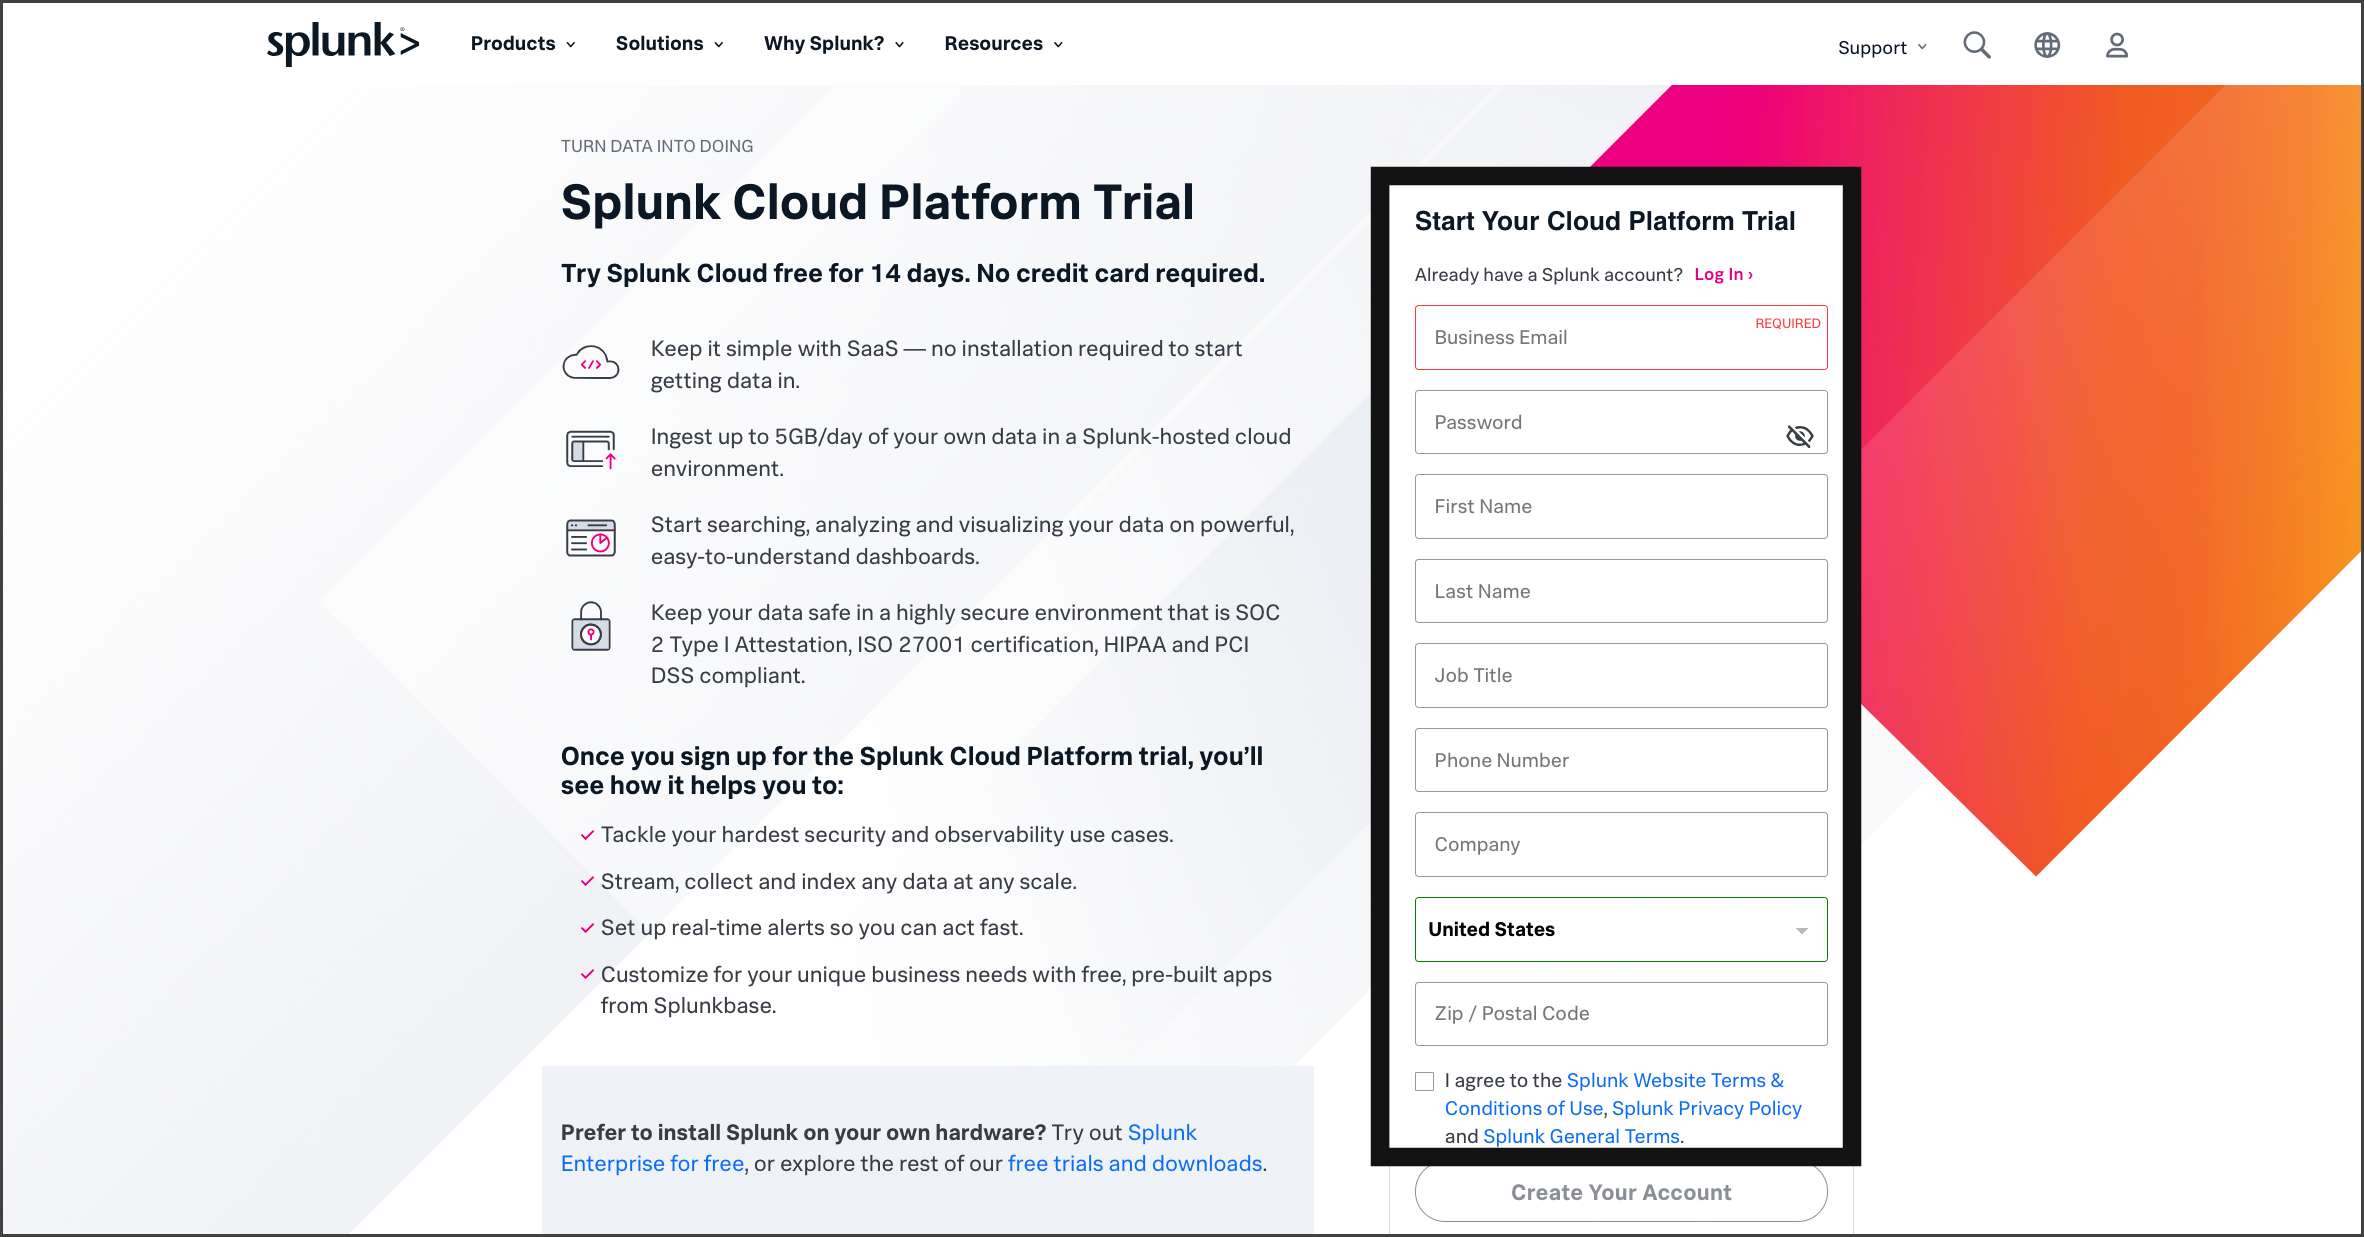 splunk>
Products
Solutions
Why Splunk?
Resources
Support
TURN DATA INTO DOING
Splunk Cloud Platform Trial
Try Splunk Cloud free for 14 days. No credit card required.
Keep it simple with SaaS — no installation required to start
getting data in.
Ingest up to 5GB/day of your own data in a Splunk-hosted cloud
environment.
Start searching, analyzing and visualizing your data on powerful,
easy-to-understand dashboards.
Keep your data safe in a highly secure environment that is SOC
2 Type I Attestation, ISO 27001 certification, HIPAA and PCI
DSS compliant.
Once you sign up for the Splunk Cloud Platform trial, you’ll
see how it helps you to:
Tackle your hardest security and observability use cases.
Stream, collect and index any data at any scale.
Set up real-time alerts so you can act fast.
Customize for your unique business needs with free, pre-built apps
from Splunkbase.
Prefer to install Splunk on your own hardware? Try out Splunk
Enterprise for free, or explore the rest of our free trials and downloads.
Start Your Cloud Platform Trial
Already have a Splunk account? Log In ›
Business Email
REQUIRED
Password
First Name
Last Name
Job Title
Phone Number
Company
United States
Zip / Postal Code
I agree to the Splunk Website Terms &
Conditions of Use, Splunk Privacy Policy
and Splunk General Terms.
Create Your Account